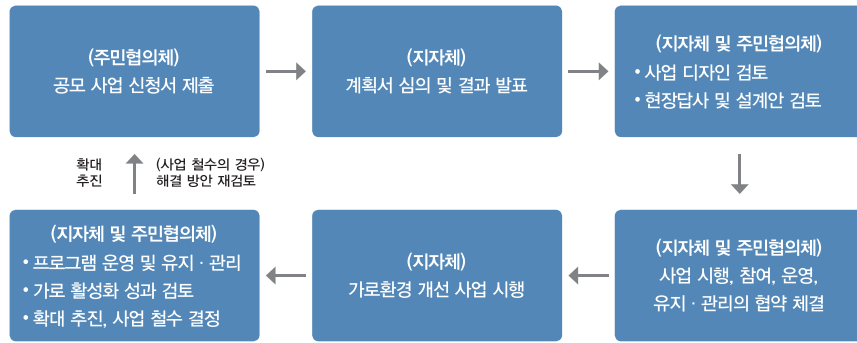 (주민협의체)
공모 사업 신청서 제출
(지자체)
계획서 심의 및 결과 발표
(지자체 및 주민협의체)
• 사업 디자인 검토
• 현장답사 및 설계안 검토
확대
추진
(사업 철수의 경우)
해결 방안 재검토
(지자체 및 주민협의체)
• 프로그램 운영 및 유지 · 관리
• 가로 활성화 성과 검토
• 확대 추진, 사업 철수 결정
(지자체)
가로환경 개선 사업 시행
(지자체 및 주민협의체)
사업 시행, 참여, 운영,
유지 · 관리의 협약 체결